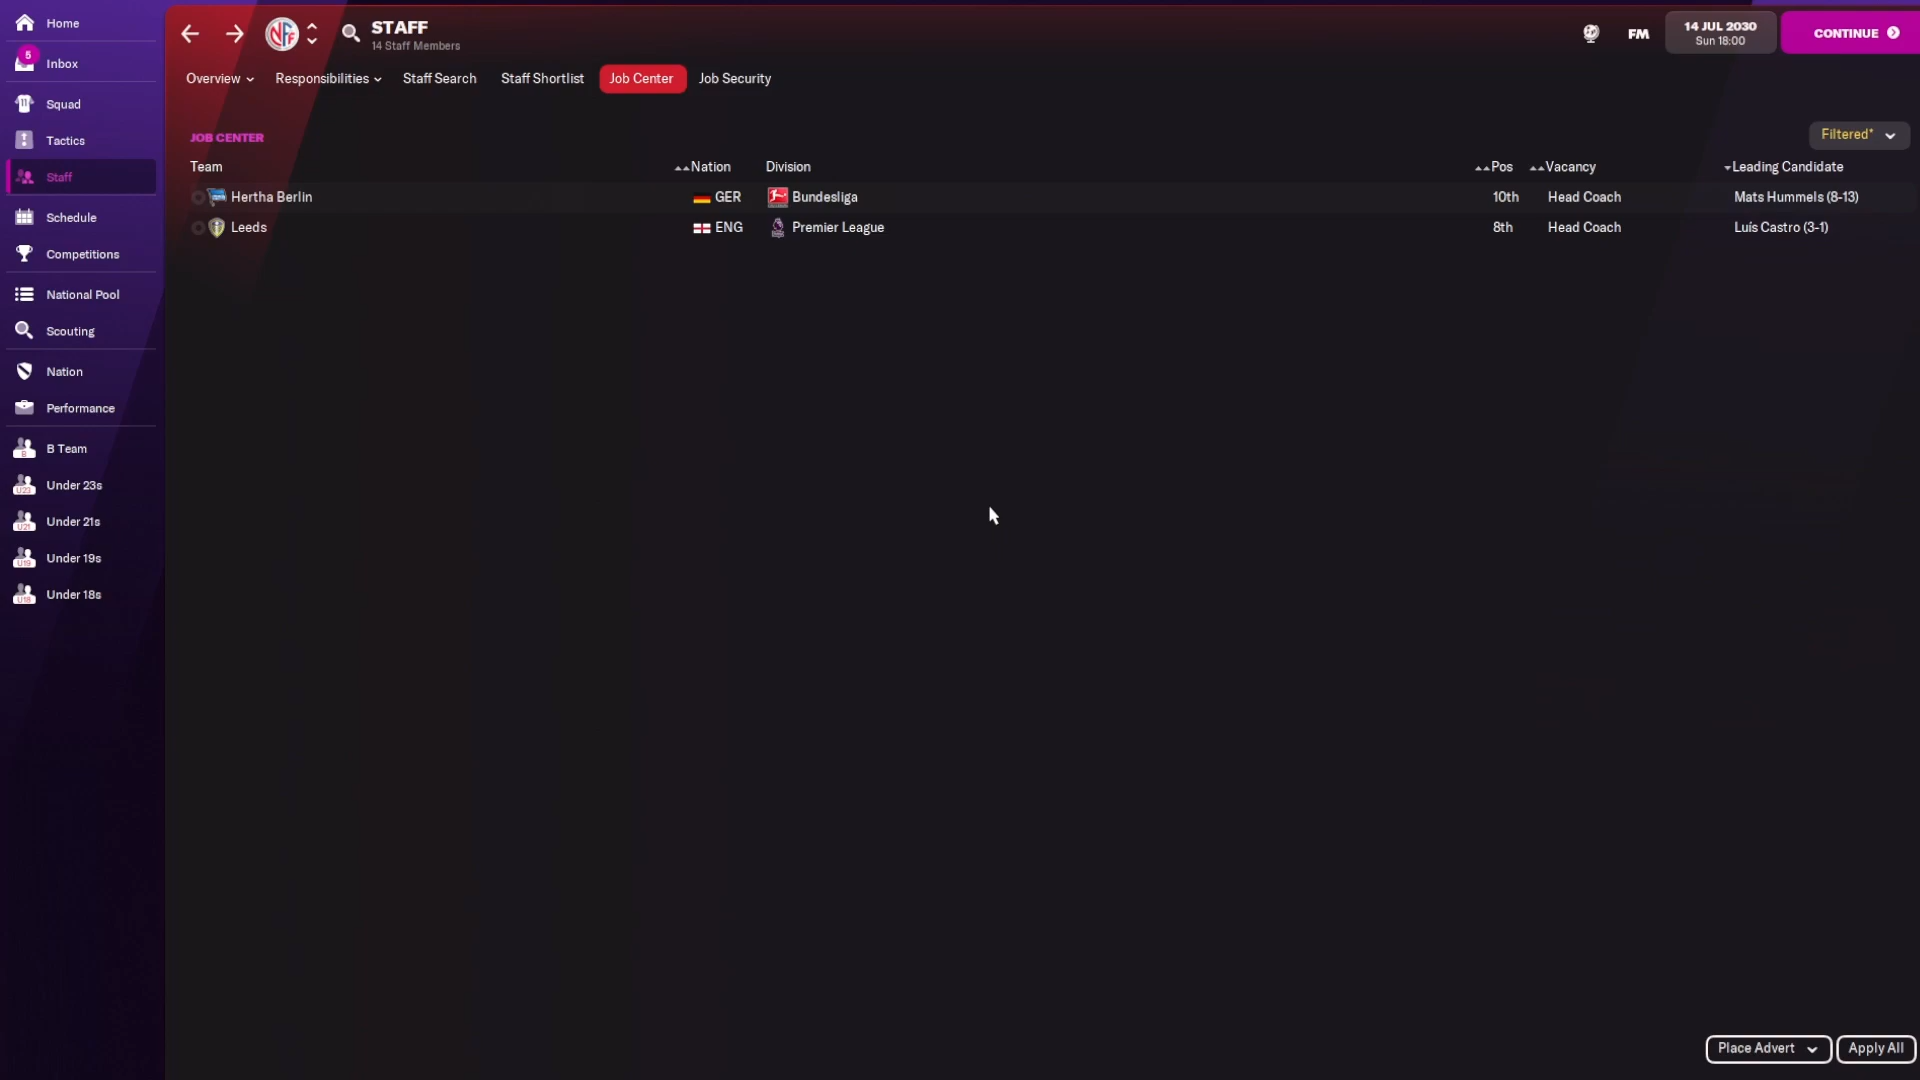 Home
Inbox
5
Squad
Tactics
Staff
Schedule
Competitions
National Pool
Scouting
Nation
Performance
B Team
Under 23s
Under 21s
Under 19s
Under 18s
STAFF
14 Staff Members
FM
14 JUL 2030
Sun 18:00
CONTINUE
Overview
Responsibilities
Staff Search
Staff Shortlist
Job Center
Job Security
JOB CENTER
Filtered*
Team Nation Division Pos Vacancy Leading Candidate
Hertha Berlin GER Bundesliga 10th Head Coach Mats Hummels (8-13)
Leeds ENG Premier League 8th Head Coach Luís Castro (3-1)
Place Advert
Apply All